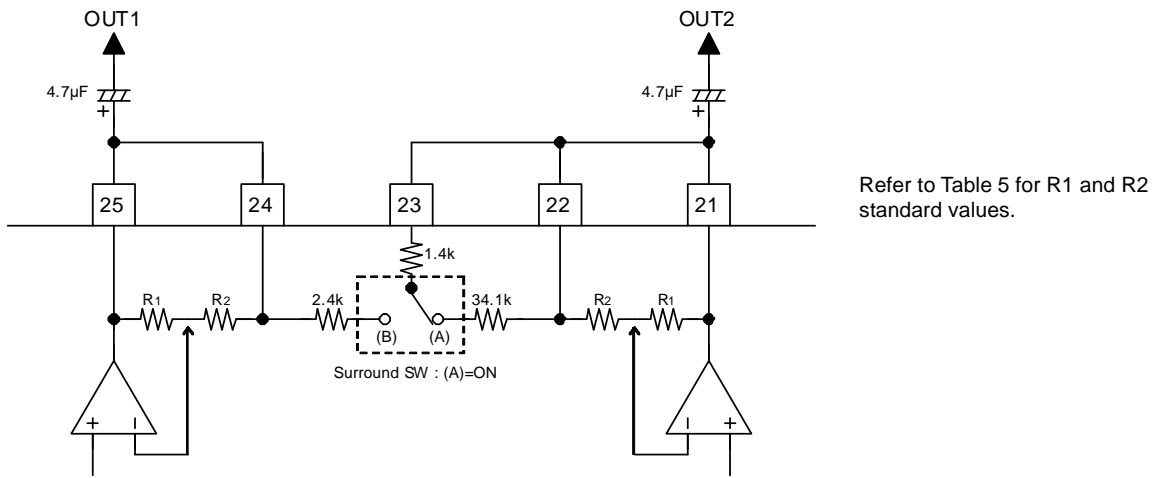 OUT1 OUT2
4.7µF 4.7µF
+ +
25 24 23 22 21
Refer to Table 5 for R1 and R2
standard values.
1.4k
R1 R2 2.4k 34.1k R2 R1
(B) (A)
Surround SW : (A)=ON
+ − − +